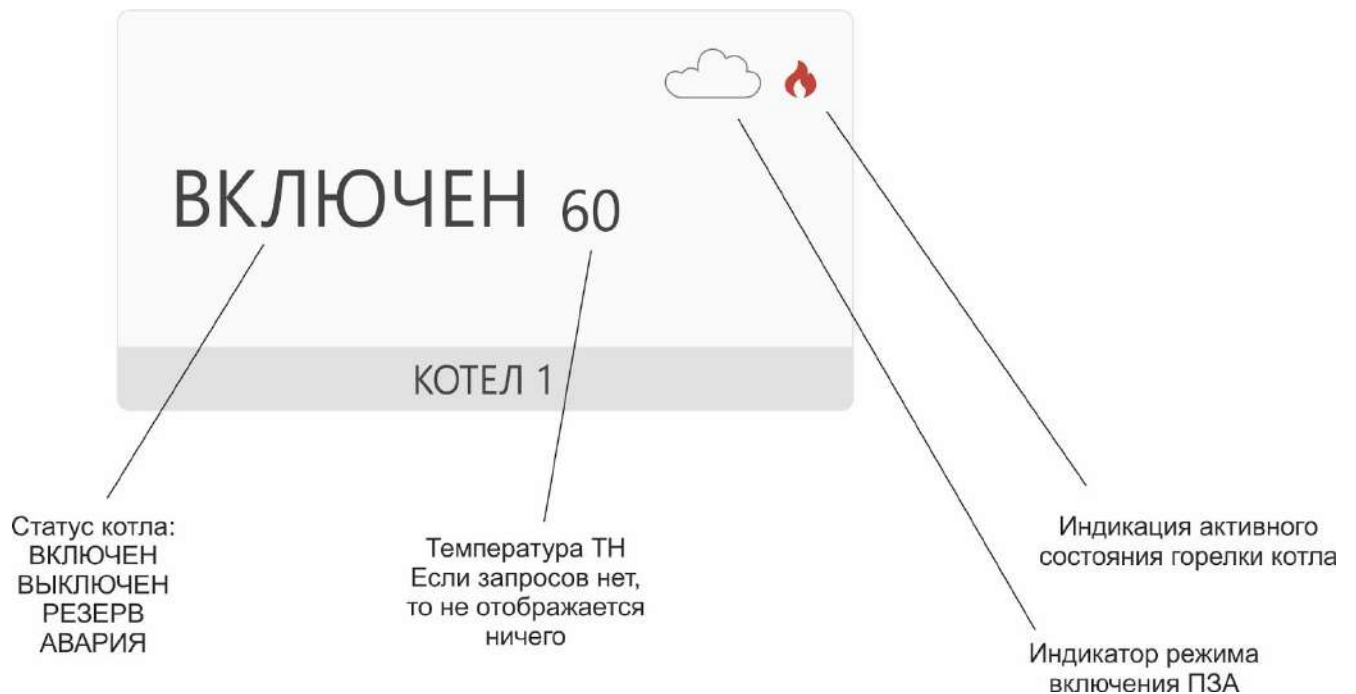 ВКЛЮЧЕН 60
КОТЕЛ 1
Статус котла:
ВКЛЮЧЕН
ВЫКЛЮЧЕН
РЕЗЕРВ
АВАРИЯ
Температура ТН
Если запросов нет,
то не отображается
ничего
Индикация активного
состояния горелки котла
Индикатор режима
включения ПЗА